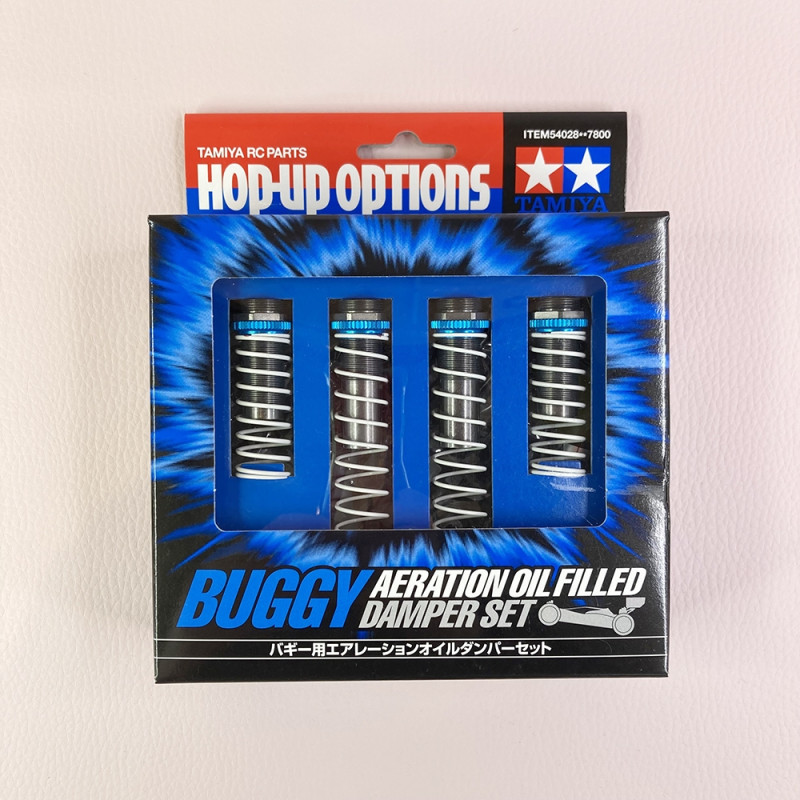 ITEM54028**7800
TAMIYA RC PARTS
HOP-UP OPTIONS
TAMIYA
BUGGY AERATION OIL FILLED
DAMPER SET
バギー用エアレーションオイルダンパーセット